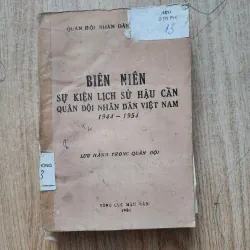 QUÂN ĐỘI NHÂN DÂN
13
BIÊN NIÊN
SỰ KIỆN LỊCH SỬ HẬU CẦN
QUÂN ĐỘI NHÂN DÂN VIỆT NAM
1944 - 1954
LƯU HÀNH TRONG QUÂN ĐỘI
TỔNG CỤC HẬU CẦN